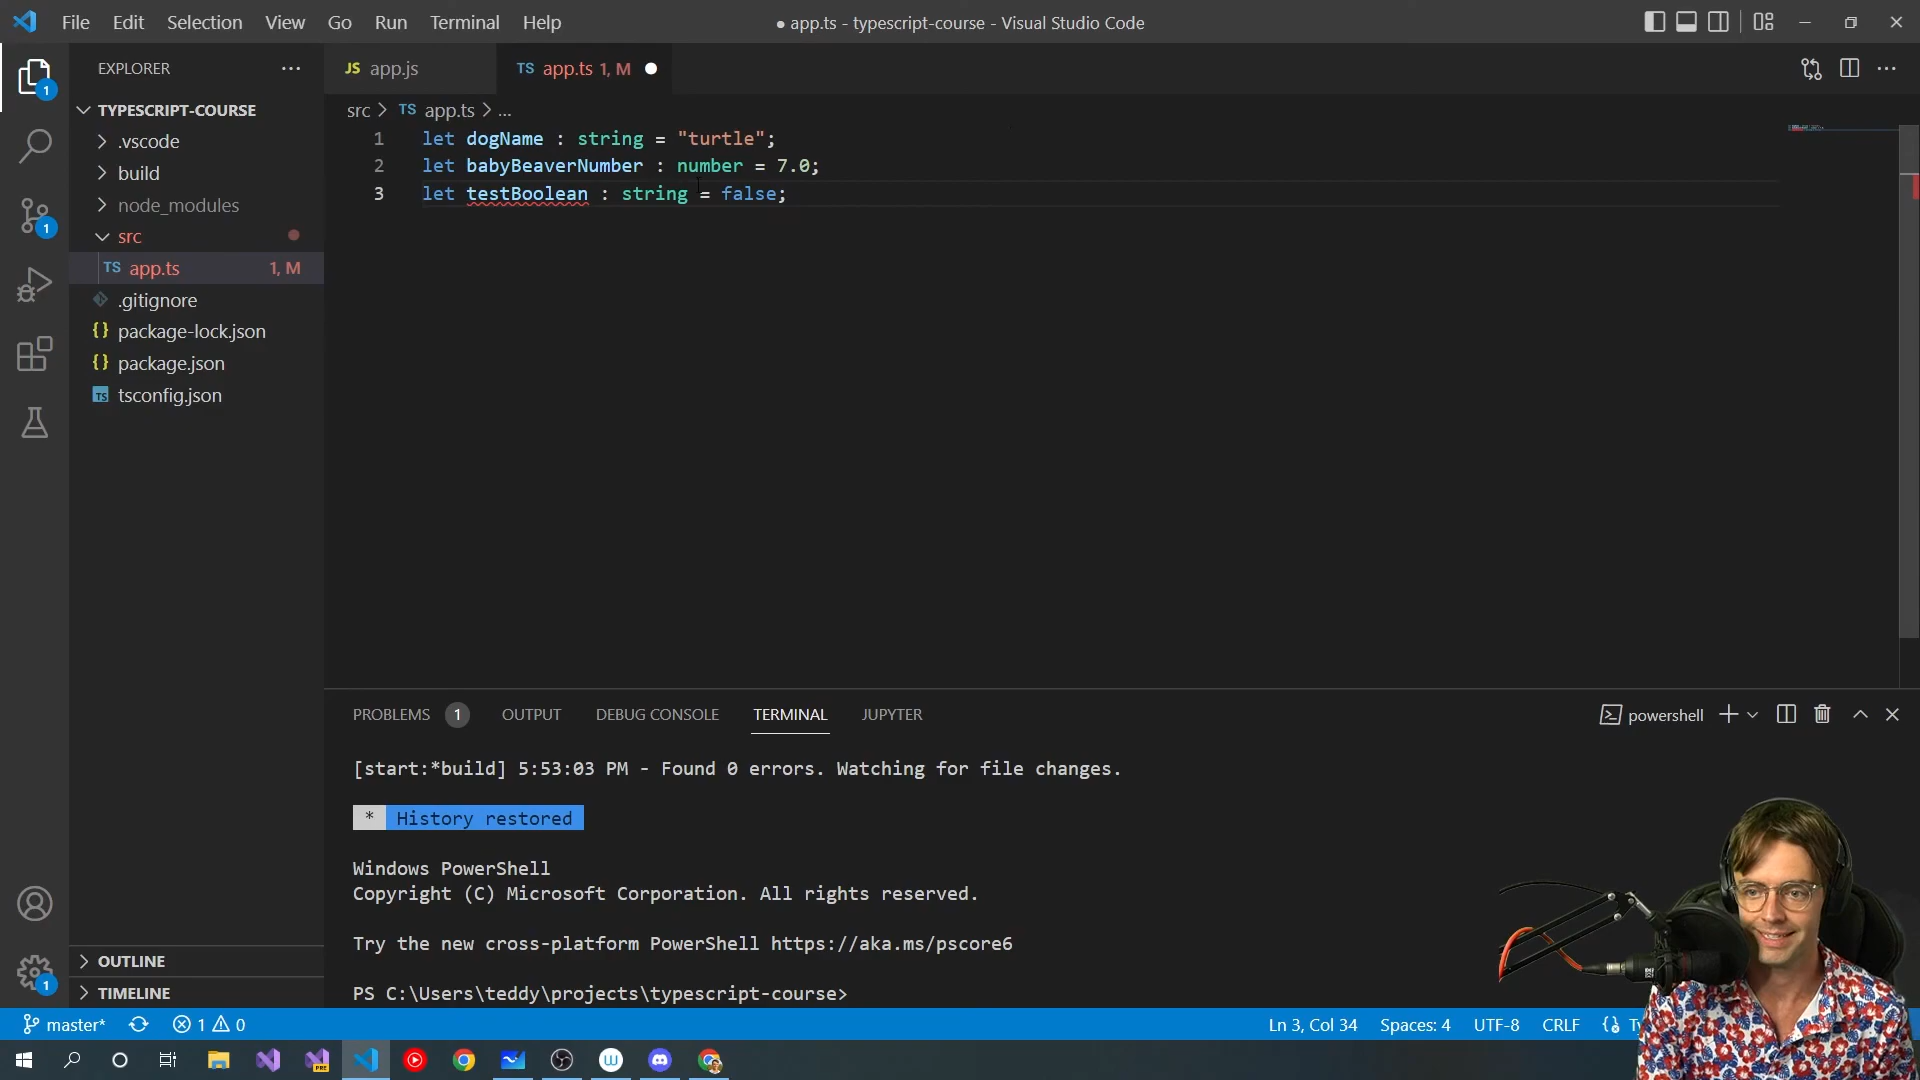 File Edit Selection View Go Run Terminal Help
● app.ts - typescript-course - Visual Studio Code
EXPLORER
TYPESCRIPT-COURSE
.vscode
build
node_modules
src
TS app.ts 1, M
.gitignore
{} package-lock.json
{} package.json
TS tsconfig.json
OUTLINE
TIMELINE
1
1
1
JS app.js
TS app.ts 1, M
src > TS app.ts > ...
1 let dogName : string = "turtle";
2 let babyBeaverNumber : number = 7.0;
3 let testBoolean : string = false;
PROBLEMS 1 OUTPUT DEBUG CONSOLE TERMINAL JUPYTER
powershell
[start:*build] 5:53:03 PM - Found 0 errors. Watching for file changes.
* History restored
Windows PowerShell
Copyright (C) Microsoft Corporation. All rights reserved.
Try the new cross-platform PowerShell https://aka.ms/pscore6
PS C:\Users\teddy\projects\typescript-course>
master* 1 0
Ln 3, Col 34 Spaces: 4 UTF-8 CRLF {}
PRE
W